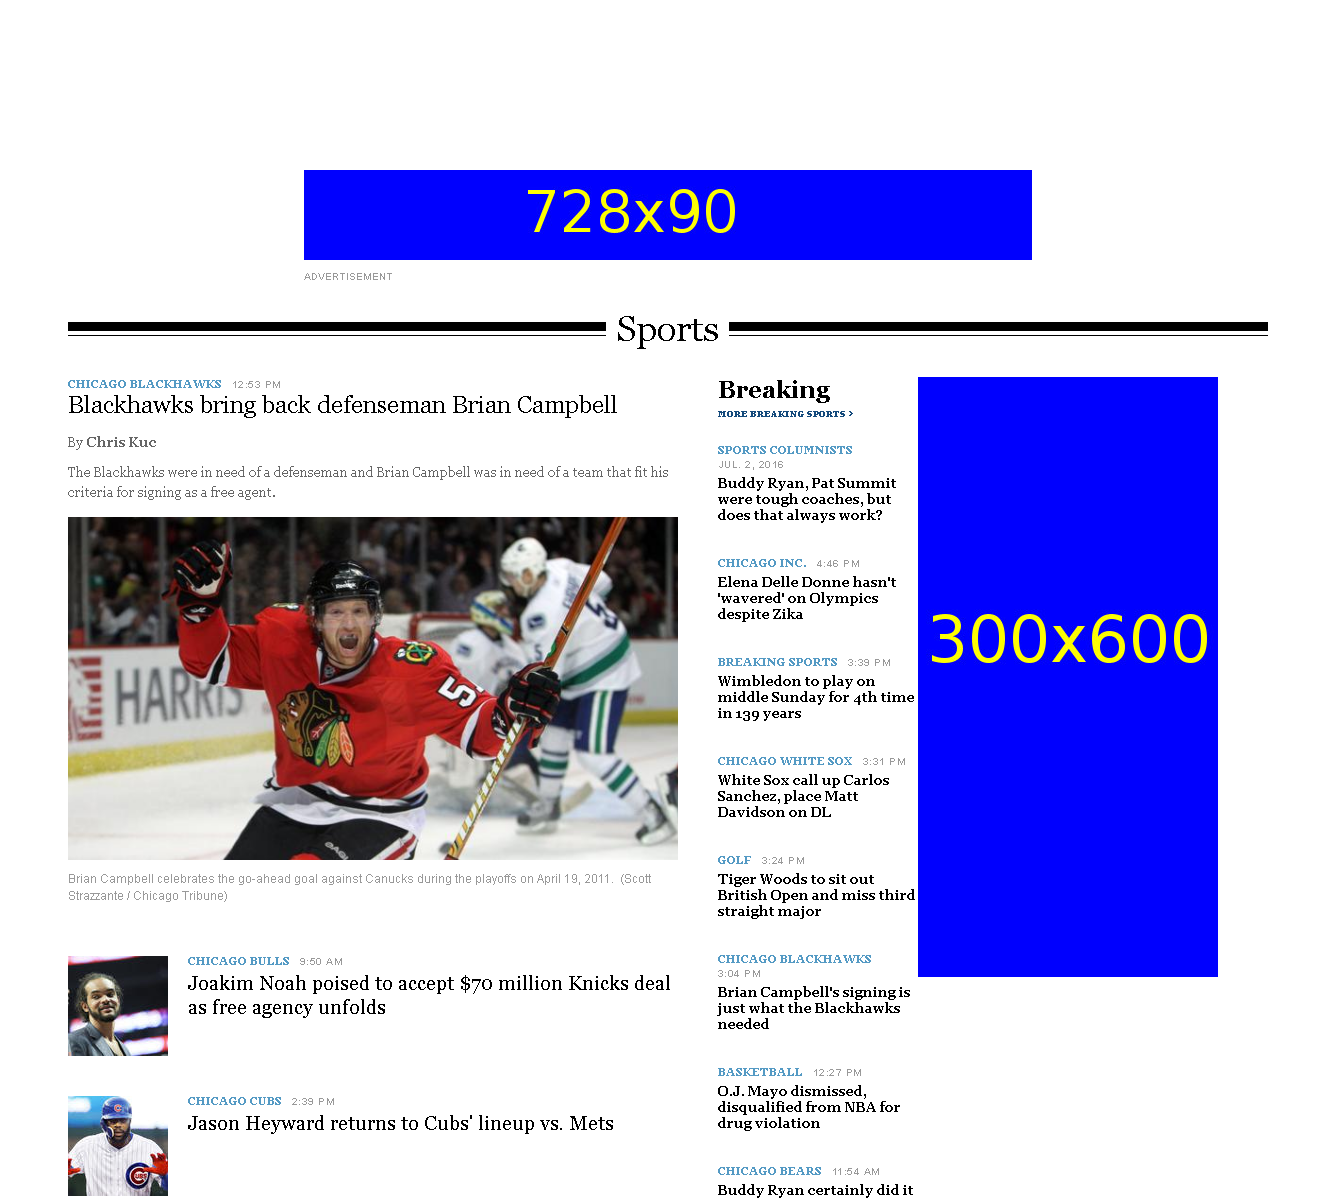 728x90
ADVERTISEMENT
Sports
CHICAGO BLACKHAWKS 12:53 PM
Blackhawks bring back defenseman Brian Campbell
By Chris Kuc
The Blackhawks were in need of a defenseman and Brian Campbell was in need of a team that fit his
criteria for signing as a free agent.
HARRIS
Reebok
5
Brian Campbell celebrates the go-ahead goal against Canucks during the playoffs on April 19, 2011. (Scott
Strazzante / Chicago Tribune)
CHICAGO BULLS 9:50 AM
Joakim Noah poised to accept $70 million Knicks deal
as free agency unfolds
CHICAGO CUBS 2:39 PM
Jason Heyward returns to Cubs' lineup vs. Mets
CUBS
Breaking
MORE BREAKING SPORTS >
SPORTS COLUMNISTS
JUL. 2, 2016
Buddy Ryan, Pat Summit
were tough coaches, but
does that always work?
CHICAGO INC. 4:46 PM
Elena Delle Donne hasn't
'wavered' on Olympics
despite Zika
BREAKING SPORTS 3:39 PM
Wimbledon to play on
middle Sunday for 4th time
in 139 years
CHICAGO WHITE SOX 3:31 PM
White Sox call up Carlos
Sanchez, place Matt
Davidson on DL
GOLF 3:24 PM
Tiger Woods to sit out
British Open and miss third
straight major
CHICAGO BLACKHAWKS
3:04 PM
Brian Campbell's signing is
just what the Blackhawks
needed
BASKETBALL 12:27 PM
O.J. Mayo dismissed,
disqualified from NBA for
drug violation
CHICAGO BEARS 11:54 AM
Buddy Ryan certainly did it
300x600